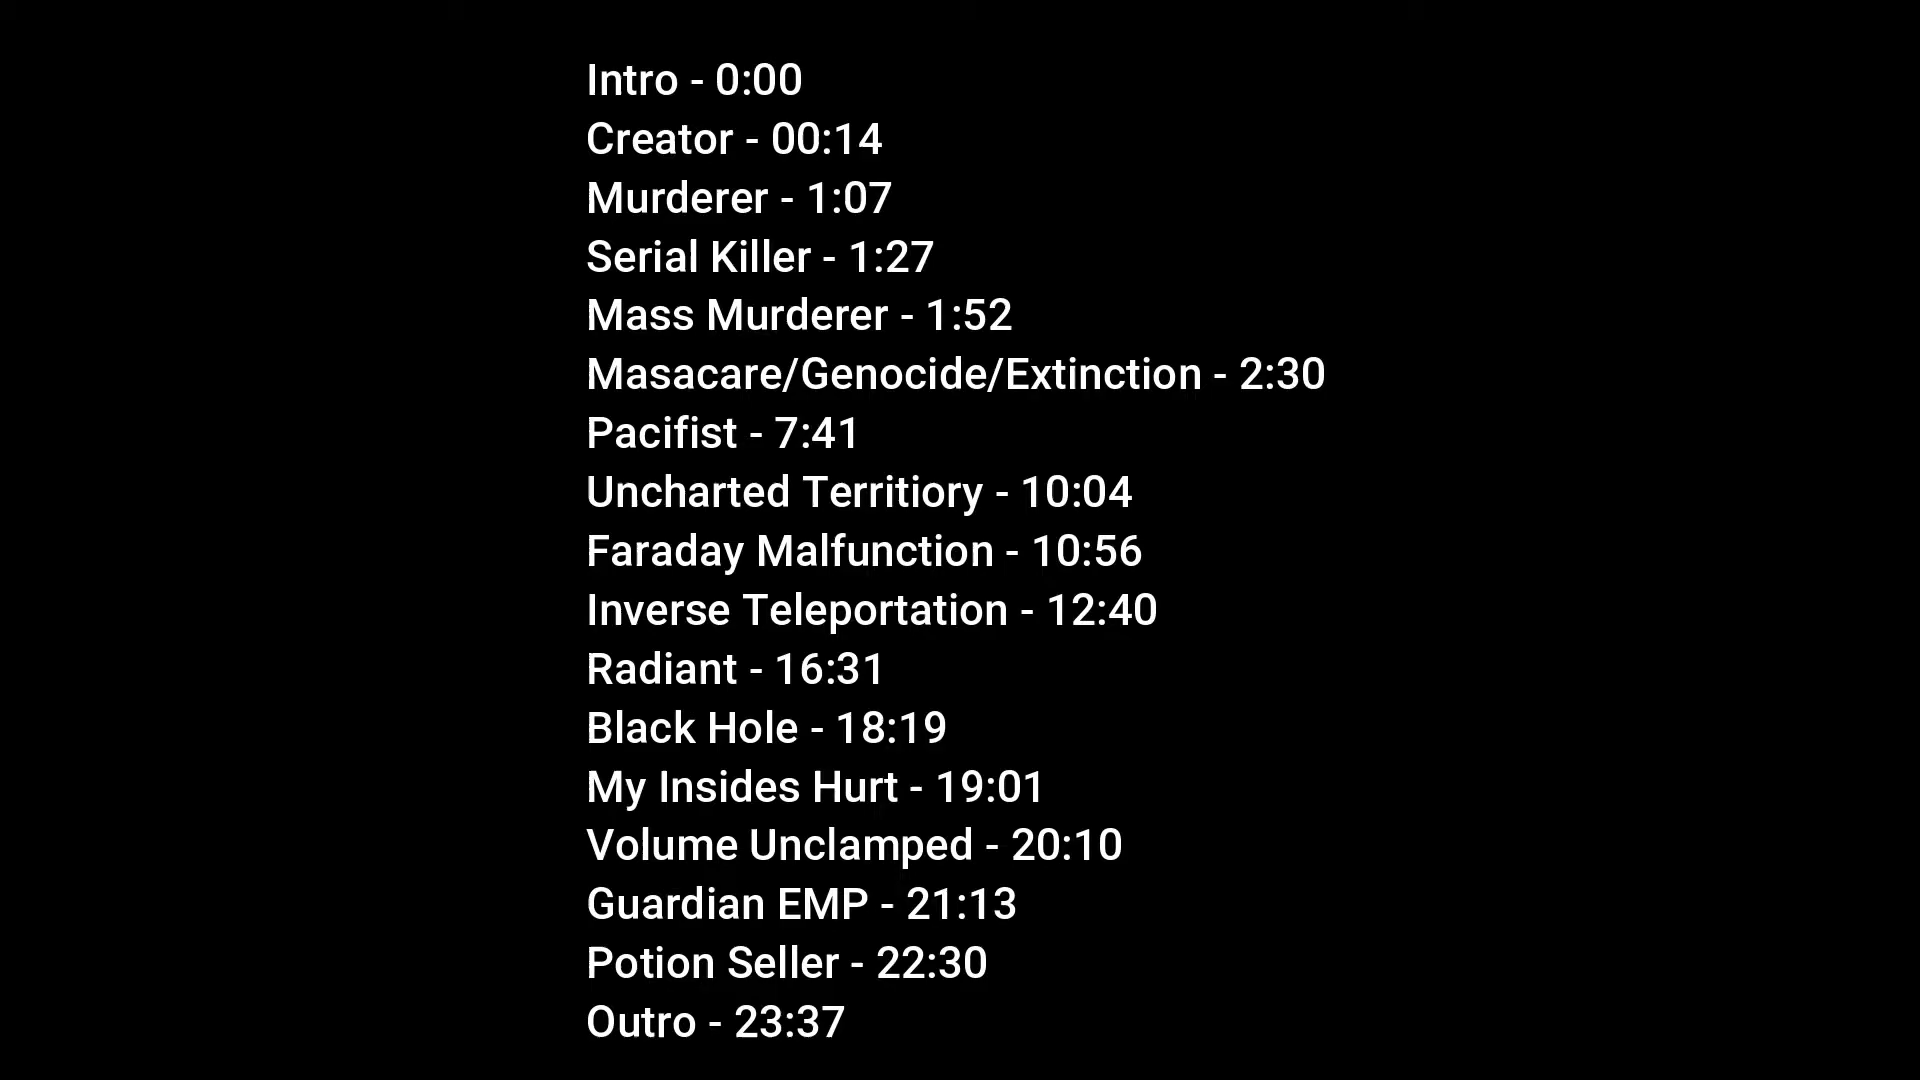 Intro - 0:00
Creator - 00:14
Murderer - 1:07
Serial Killer - 1:27
Mass Murderer - 1:52
Masacare/Genocide/Extinction - 2:30
Pacifist - 7:41
Uncharted Territiory - 10:04
Faraday Malfunction - 10:56
Inverse Teleportation - 12:40
Radiant - 16:31
Black Hole - 18:19
My Insides Hurt - 19:01
Volume Unclamped - 20:10
Guardian EMP - 21:13
Potion Seller - 22:30
Outro - 23:37